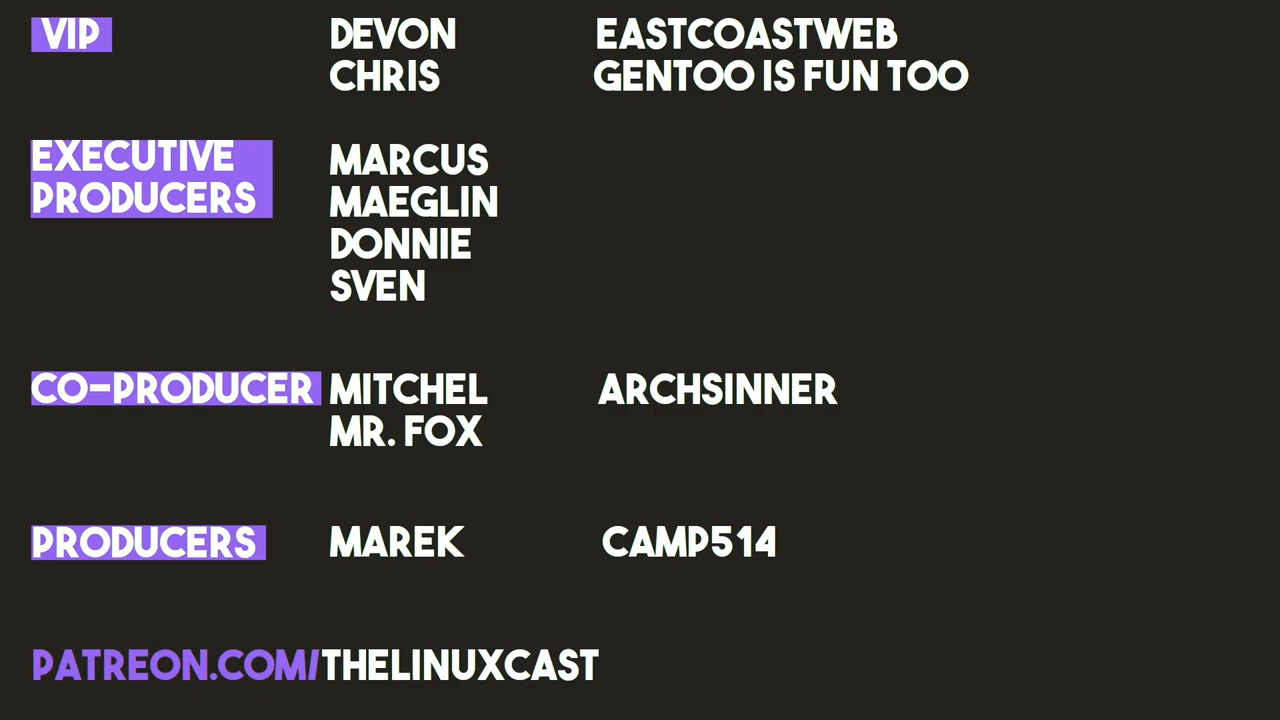 VIP DEVON EASTCOASTWEB
CHRIS GENTOO IS FUN TOO
EXECUTIVE MARCUS
PRODUCERS MAEGLIN
DONNIE
SVEN
CO-PRODUCER MITCHEL ARCHSINNER
MR. FOX
PRODUCERS MAREK CAMP514
PATREON.COM/THELINUXCAST